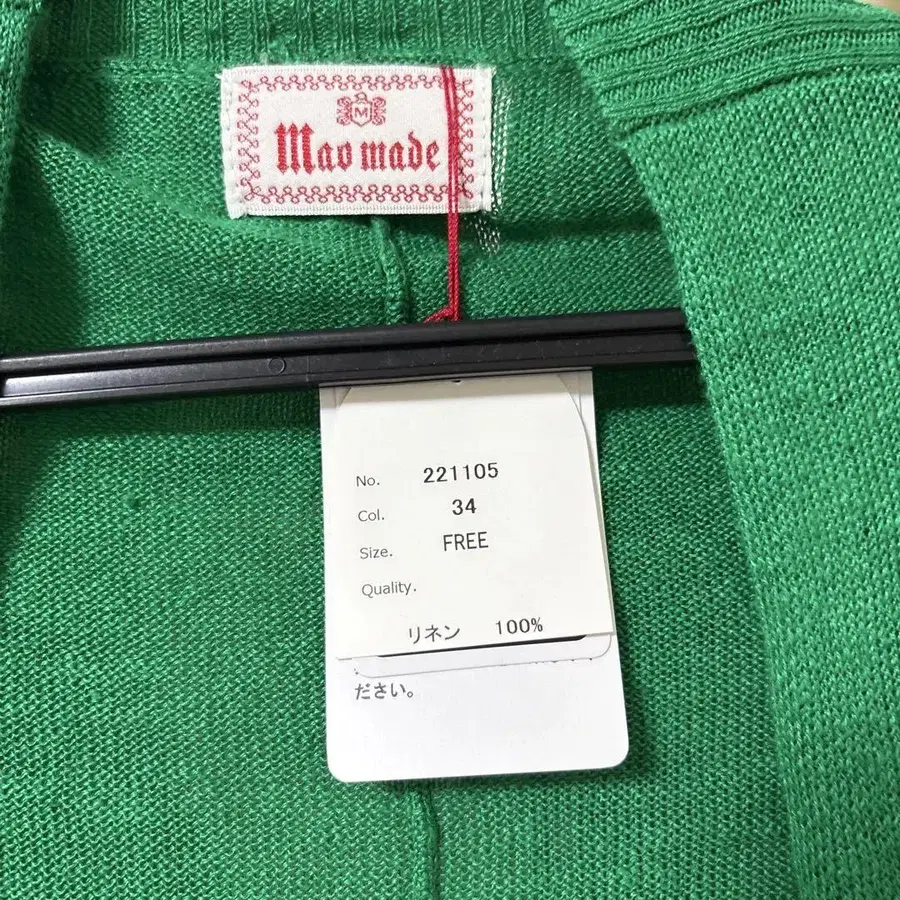 M
Mao made
No. 221105
Col. 34
Size. FREE
Quality.
リネン 100%
ださい。